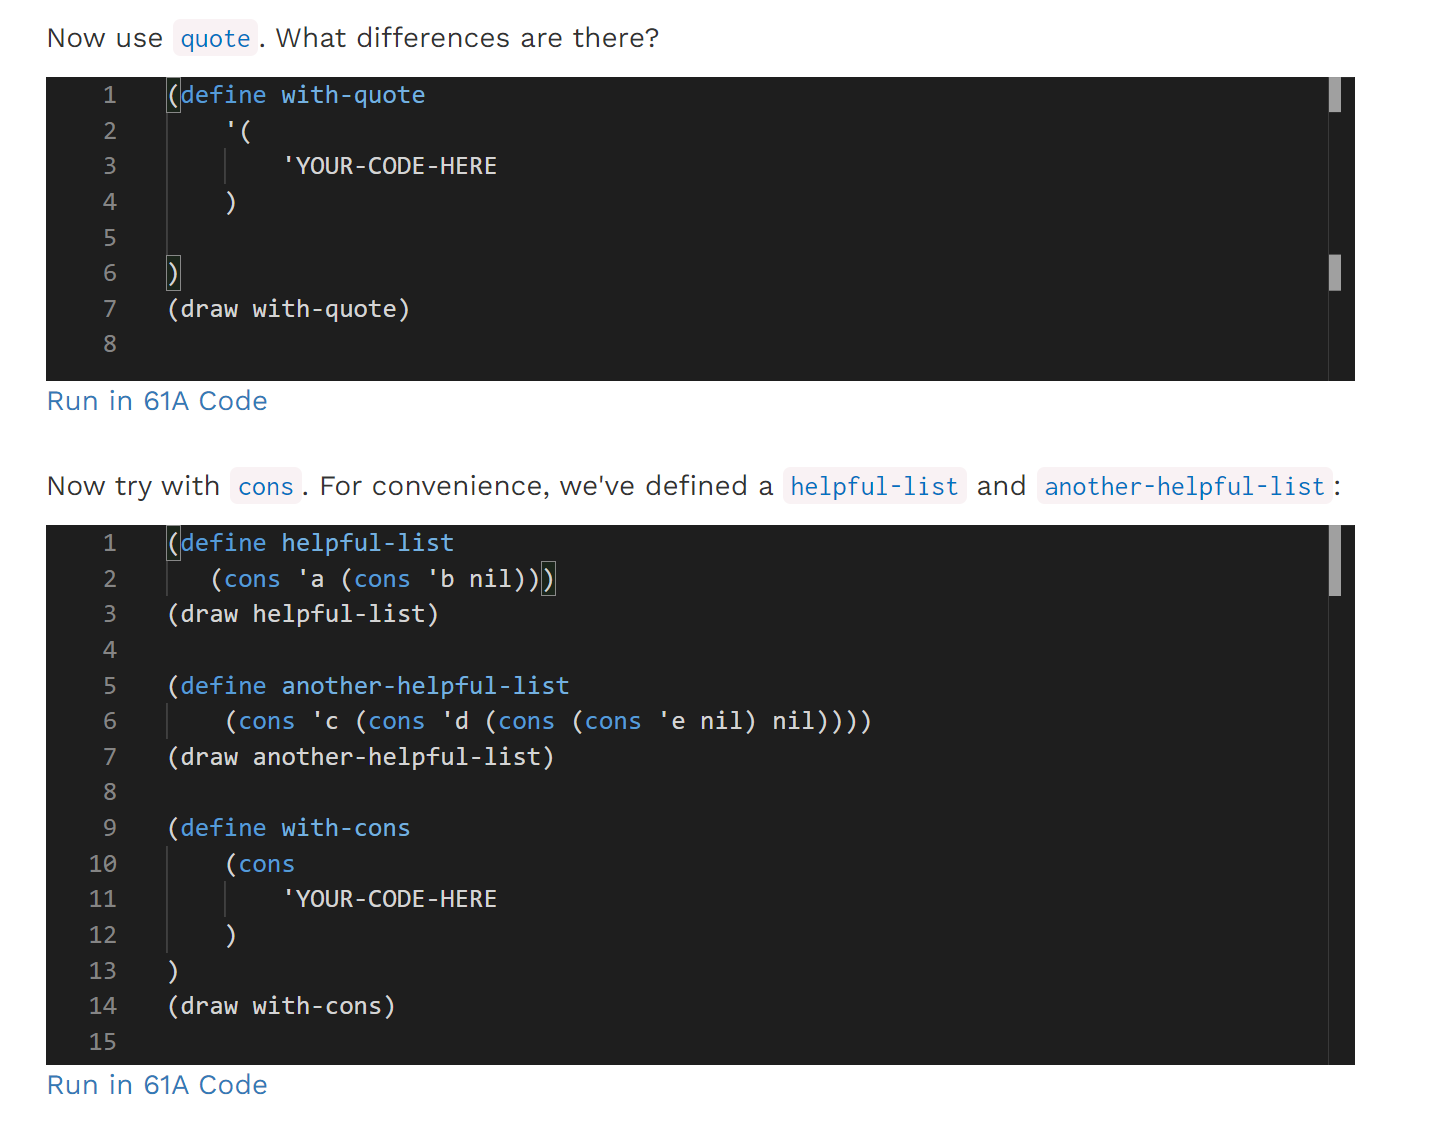 Now use quote. What differences are there?
1 (define with-quote
2 '(
3 'YOUR-CODE-HERE
4 )
5
6 )
7 (draw with-quote)
8
Run in 61A Code
Now try with cons. For convenience, we've defined a helpful-list and another-helpful-list:
1 (define helpful-list
2 (cons 'a (cons 'b nil)))
3 (draw helpful-list)
4
5 (define another-helpful-list
6 (cons 'c (cons 'd (cons (cons 'e nil) nil))))
7 (draw another-helpful-list)
8
9 (define with-cons
10 (cons
11 'YOUR-CODE-HERE
12 )
13 )
14 (draw with-cons)
15
Run in 61A Code